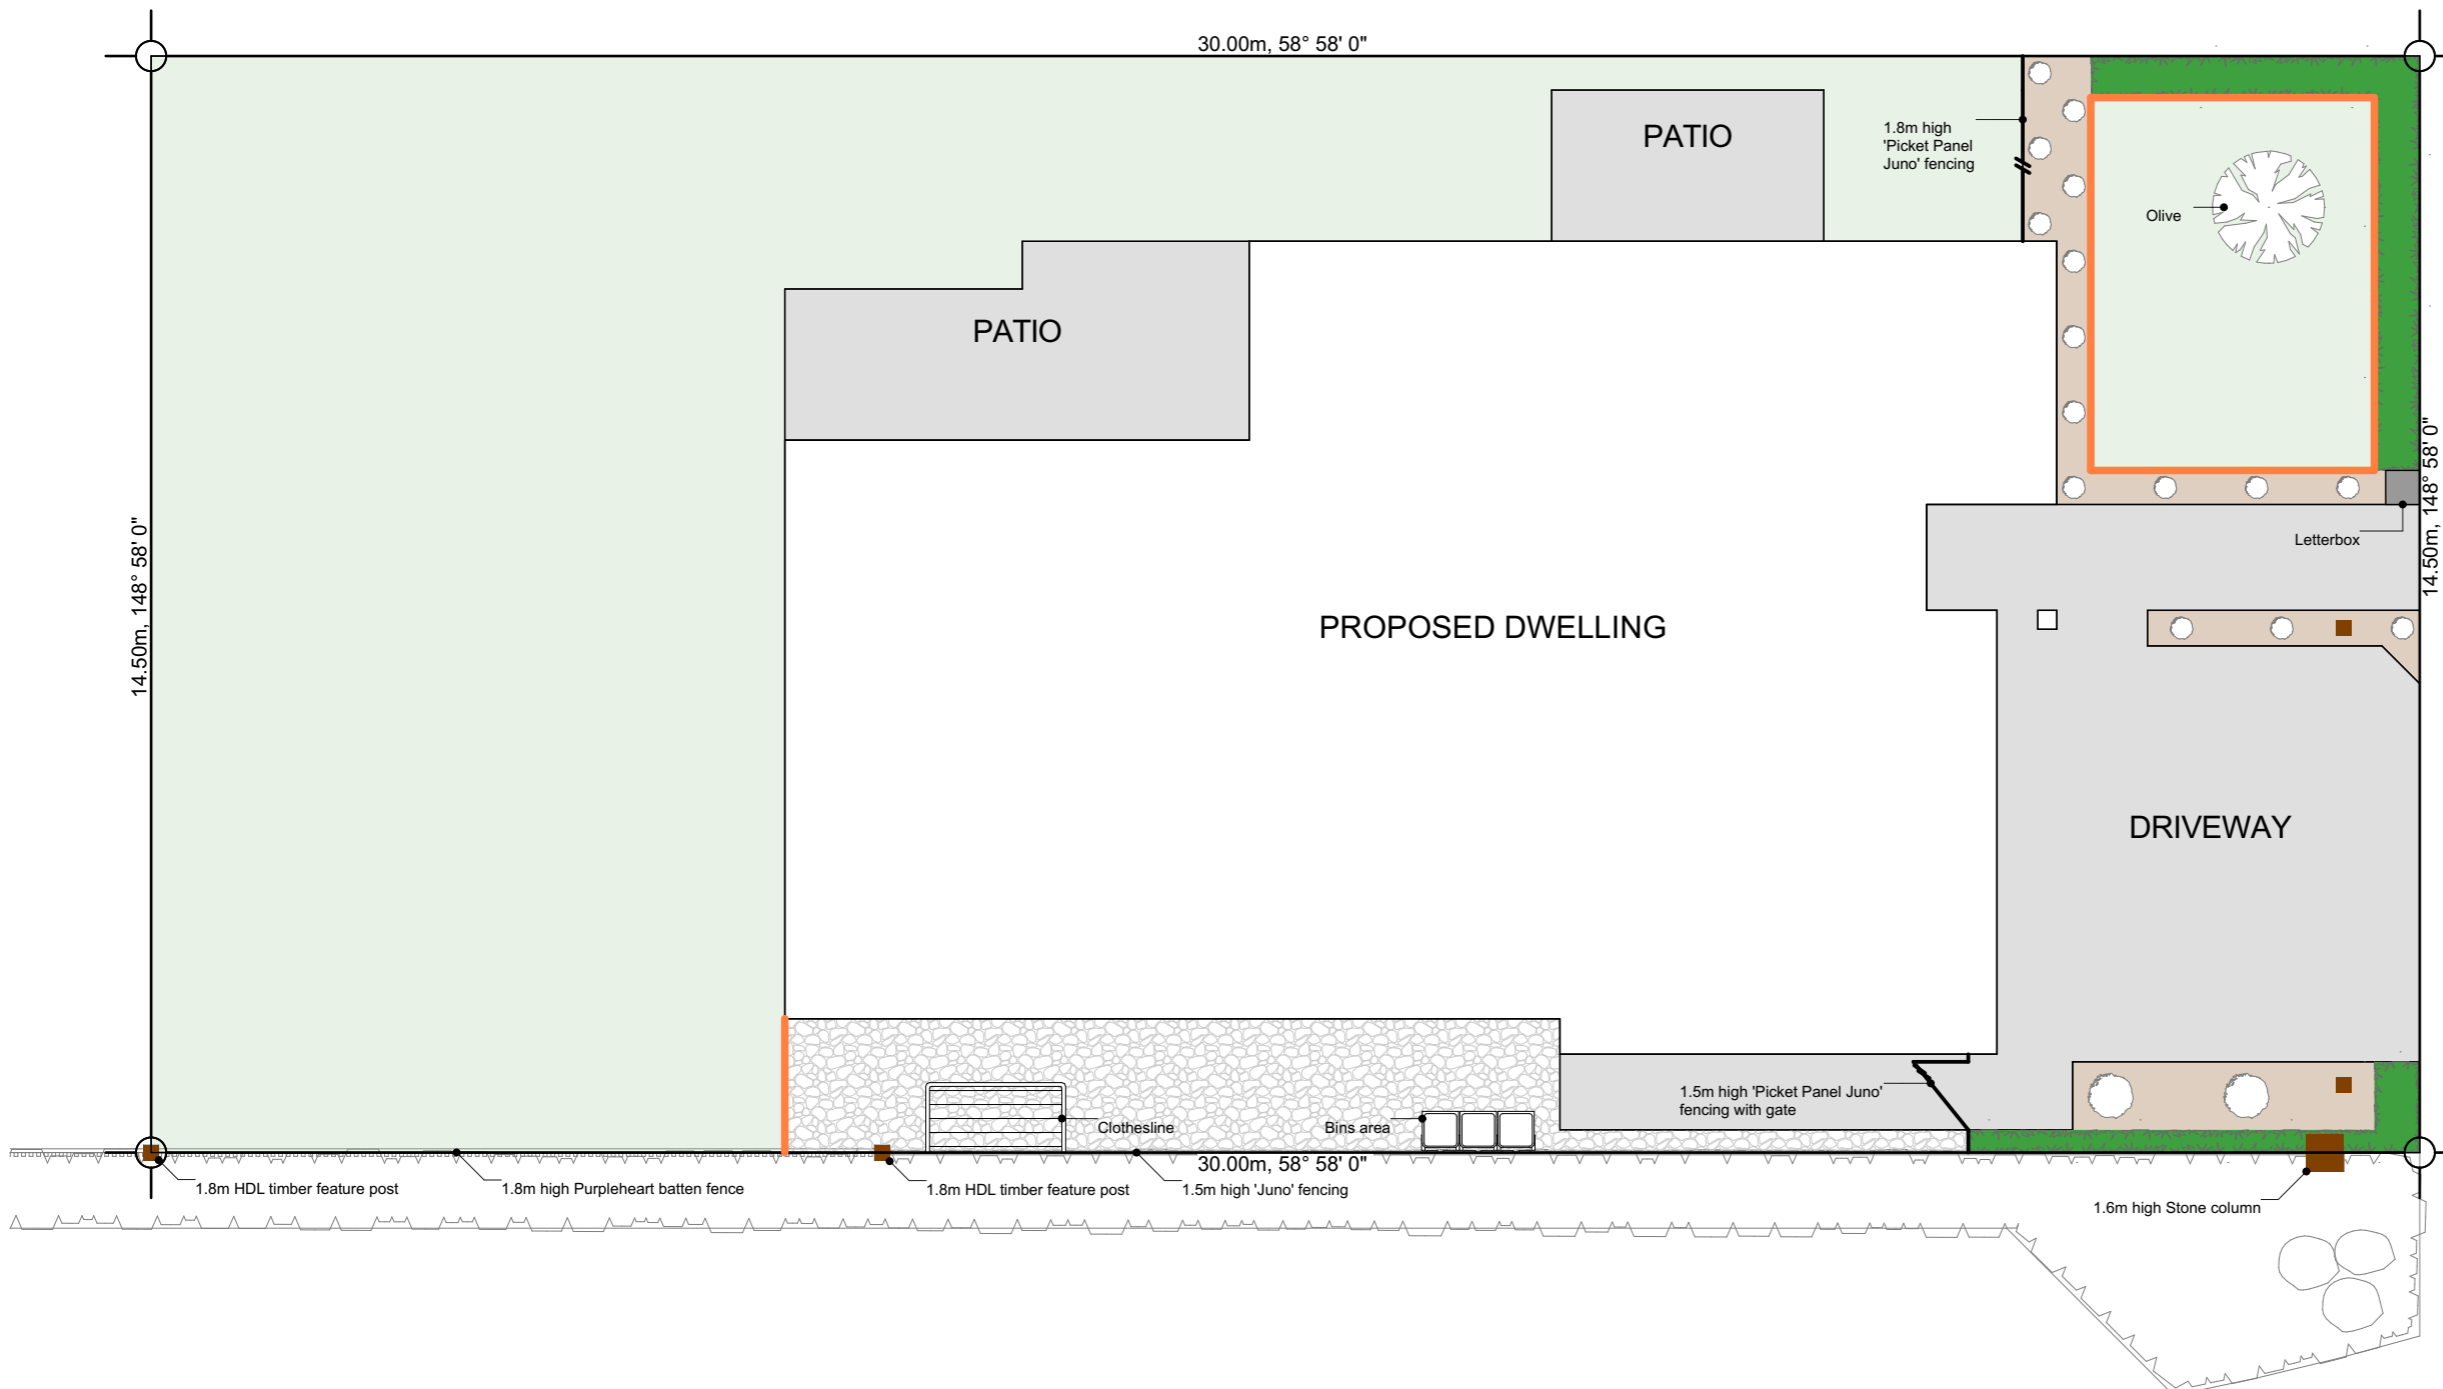 30.00m, 58° 58' 0"
PATIO
1.8m high
'Picket Panel
Juno' fencing
Olive
PATIO
14.50m, 148° 58' 0"
14.50m, 148° 58' 0"
Letterbox
PROPOSED DWELLING
DRIVEWAY
1.5m high 'Picket Panel Juno'
fencing with gate
Clothesline
Bins area
30.00m, 58° 58' 0"
1.8m HDL timber feature post
1.8m high Purpleheart batten fence
1.8m HDL timber feature post
1.5m high 'Juno' fencing
1.6m high Stone column